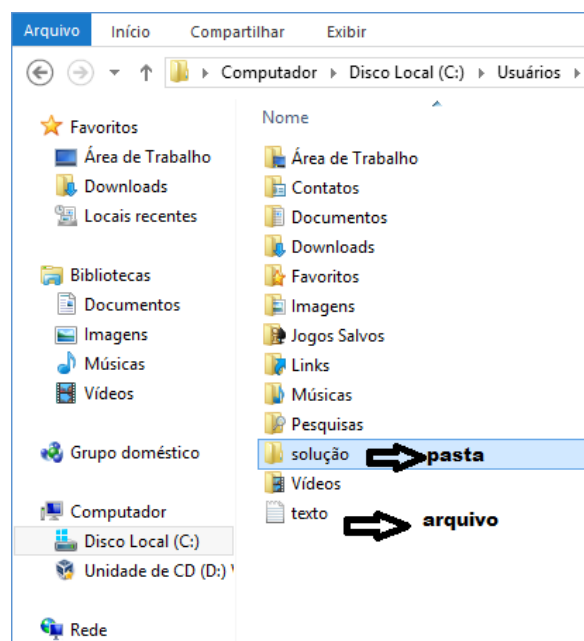 Arquivo Início Compartilhar Exibir
Computador Disco Local (C:) Usuários
Favoritos
Área de Trabalho
Downloads
Locais recentes
Bibliotecas
Documentos
Imagens
Músicas
Vídeos
Grupo doméstico
Computador
Disco Local (C:)
Unidade de CD (D:)
Rede
Nome
Área de Trabalho
Contatos
Documentos
Downloads
Favoritos
Imagens
Jogos Salvos
Links
Músicas
Pesquisas
solução pasta
Vídeos
texto arquivo